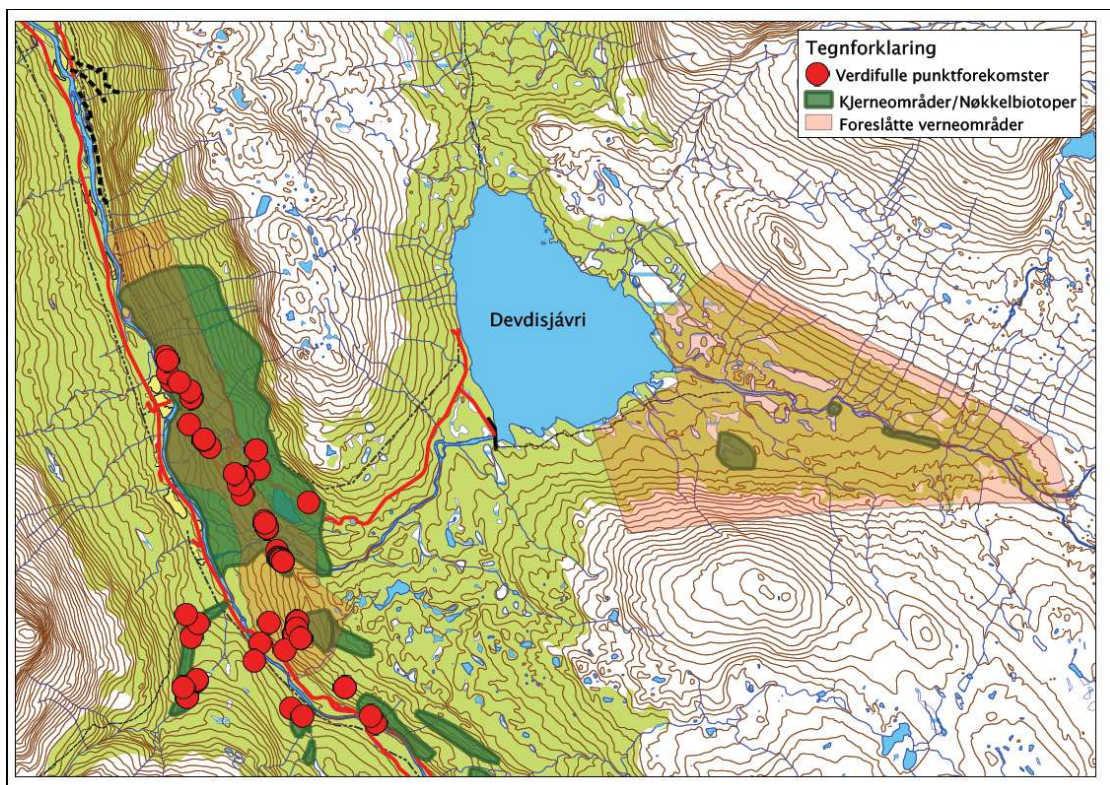 Tegnforklaring
Verdifulle punktforekomster
KJerneområder/Nøkkelbiotoper
Foreslåtte verneområder
Devdisjávri